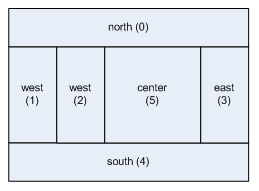 north (0)
west
(1)
west
(2)
center
(5)
east
(3)
south (4)